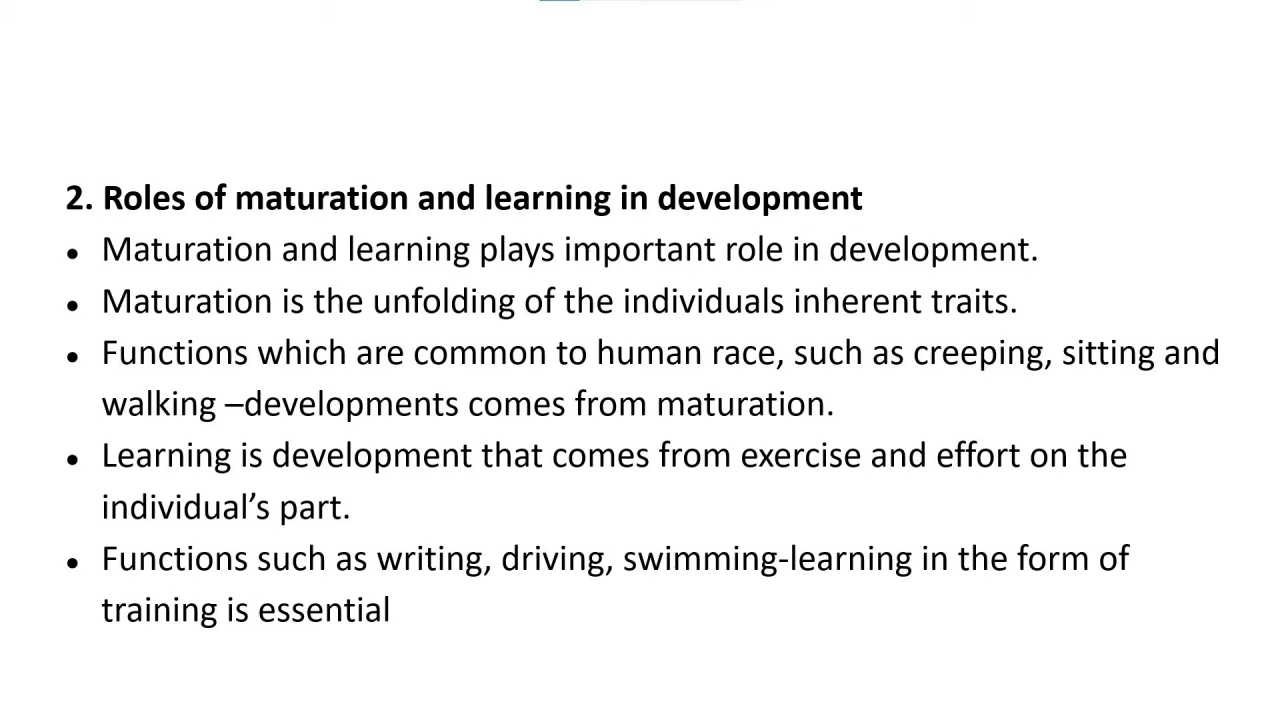 2. Roles of maturation and learning in development
● Maturation and learning plays important role in development.
● Maturation is the unfolding of the individuals inherent traits.
● Functions which are common to human race, such as creeping, sitting and
walking –developments comes from maturation.
● Learning is development that comes from exercise and effort on the
individual’s part.
● Functions such as writing, driving, swimming-learning in the form of
training is essential